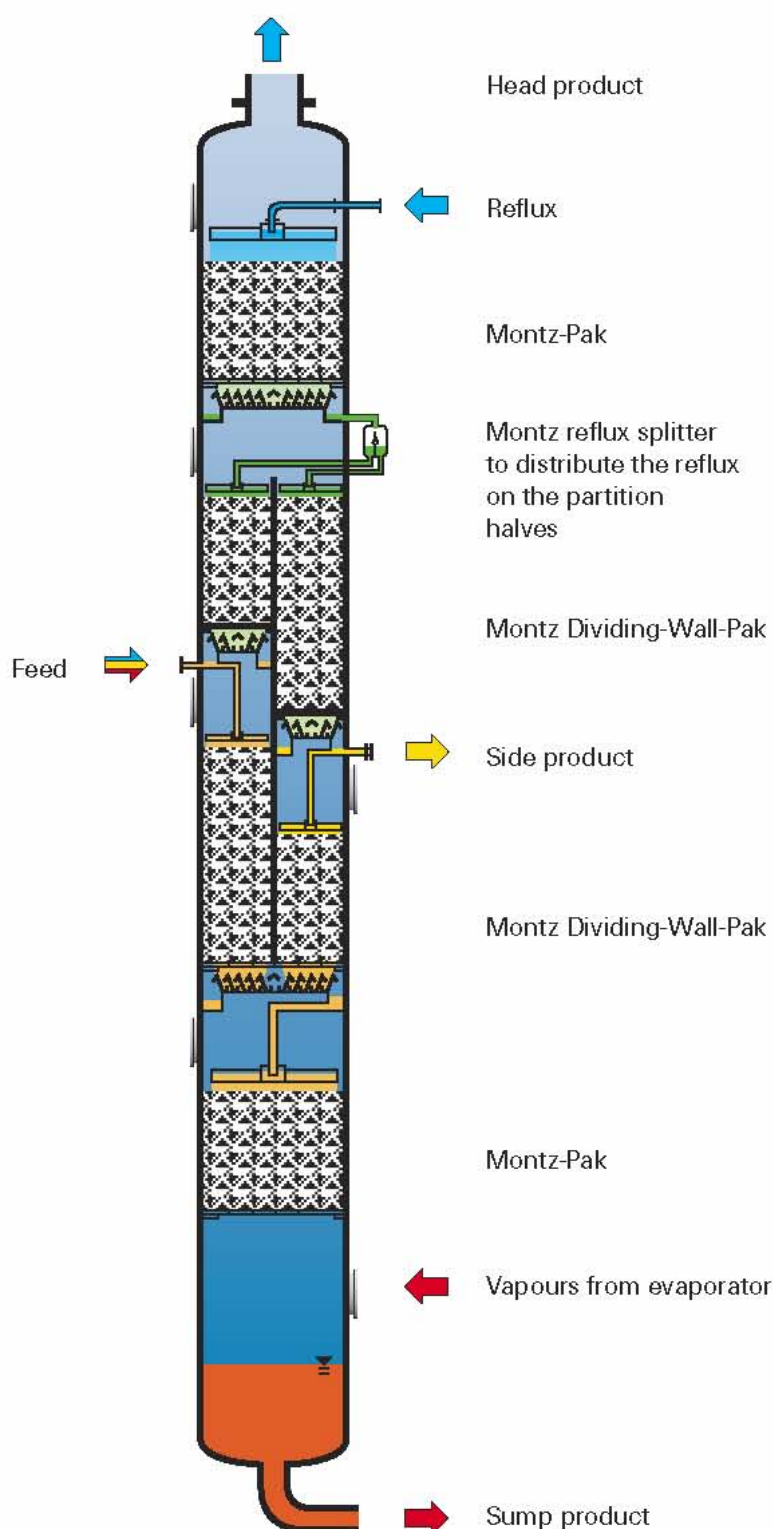 Head product
Reflux
Montz-Pak
Montz reflux splitter
to distribute the reflux
on the partition
halves
Montz Dividing-Wall-Pak
Feed
Side product
Montz Dividing-Wall-Pak
Montz-Pak
Vapours from evaporator
Sump product